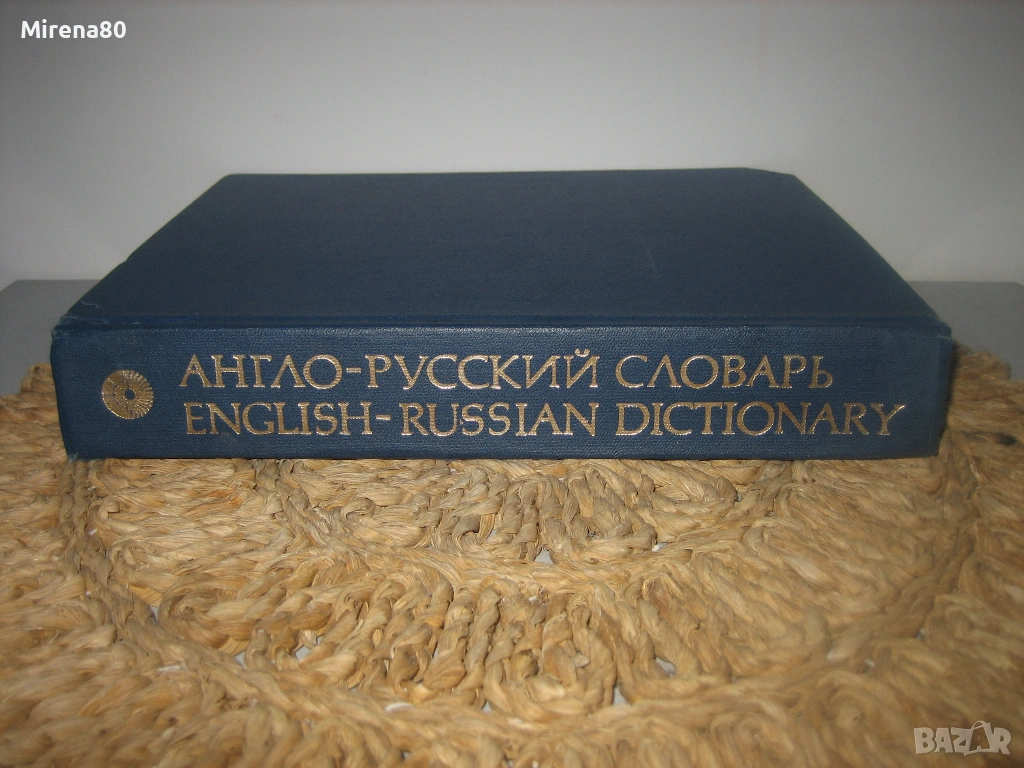 Mirena80
АНГЛО-РУССКИЙ СЛОВАРЬ
ENGLISH-RUSSIAN DICTIONARY
BAZAR